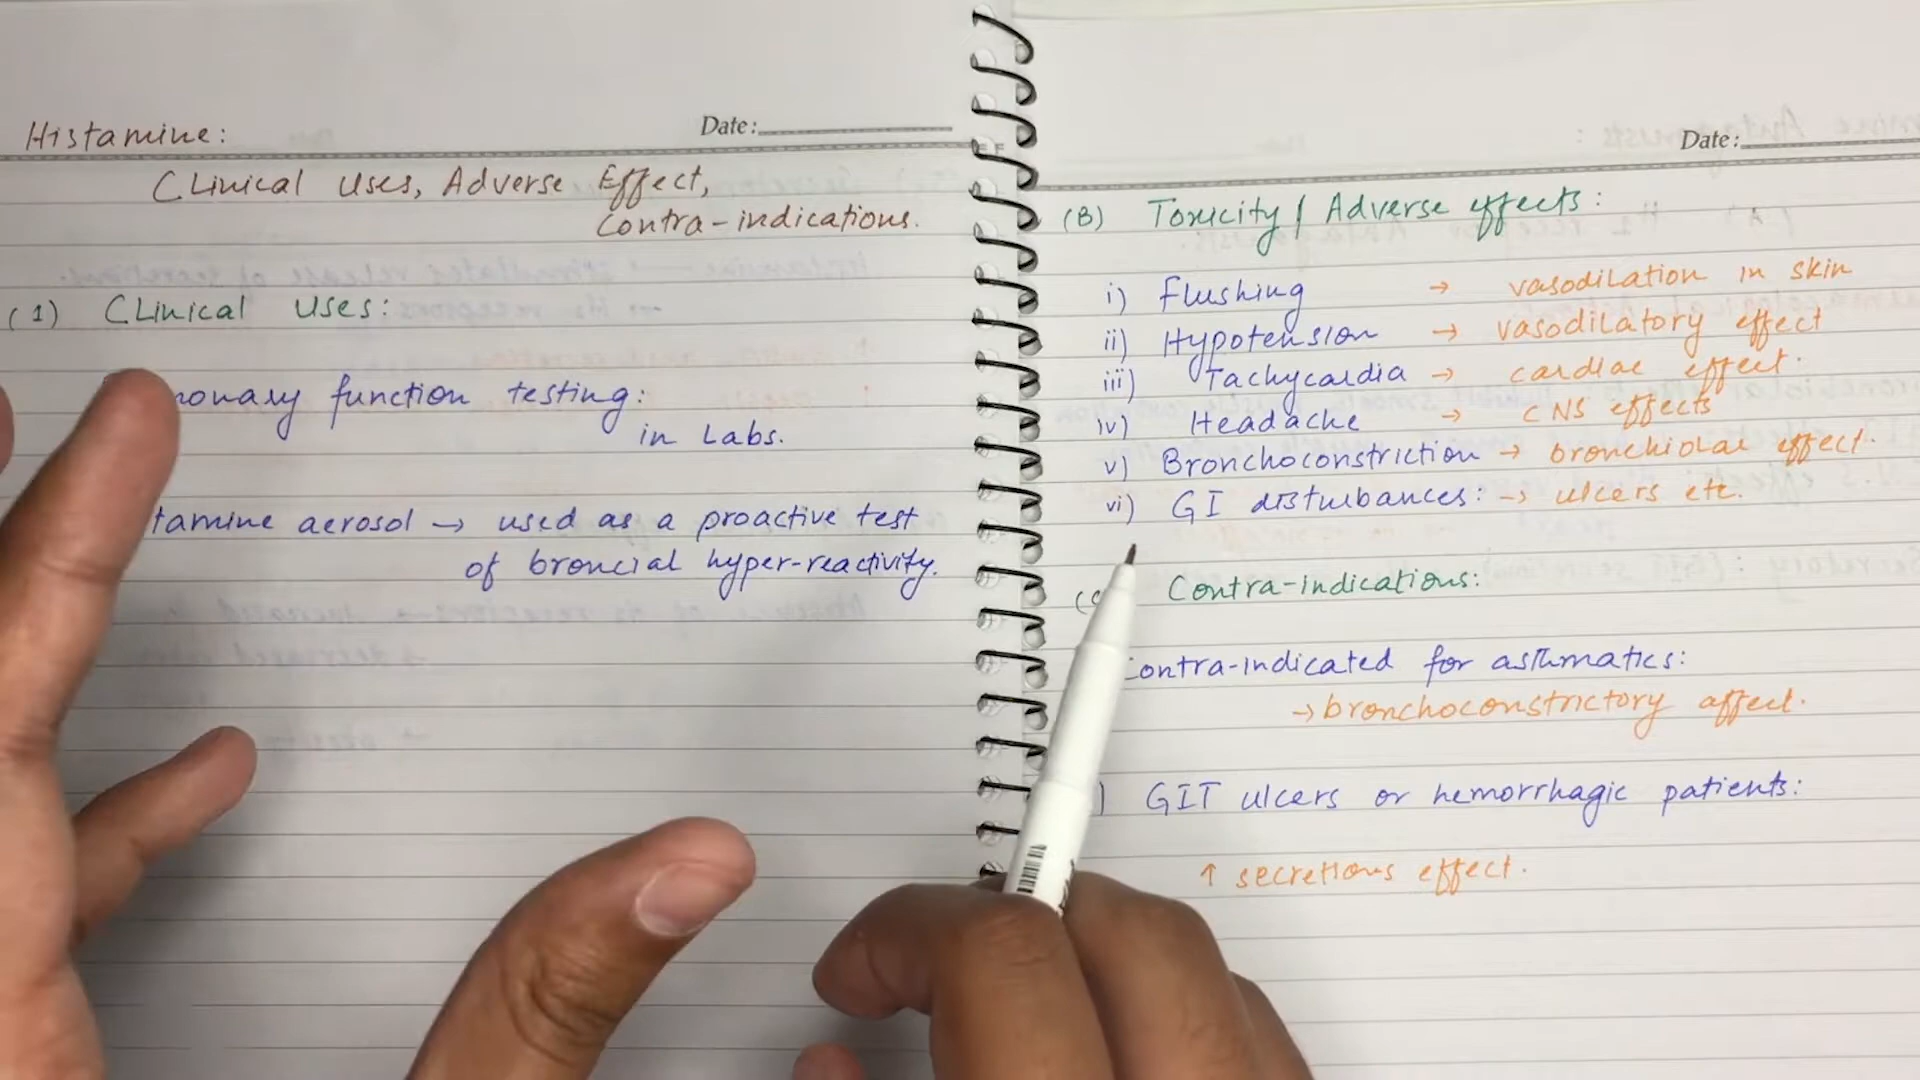 Histamine:
Date:
Clinical Uses, Adverse Effect,
Contra-indications.
(1) Clinical Uses:
function testing:
in Labs.
aerosol → used as a proactive test
of broncial hyper-reactivity.
Date:
(B) Toxicity / Adverse effects:
i) Flushing → vasodilation in skin
ii) Hypotension → vasodilatory effect
iii) Tachycardia → cardiac effect.
iv) Headache → CNS effects
v) Bronchoconstriction → bronchiolar effect.
vi) GI disturbances: → ulcers etc.
Contra-indications:
contra-indicated for asthmatics:
→ bronchoconstrictory affect.
) GIT ulcers or hemorrhagic patients:
↑ secretions effect.